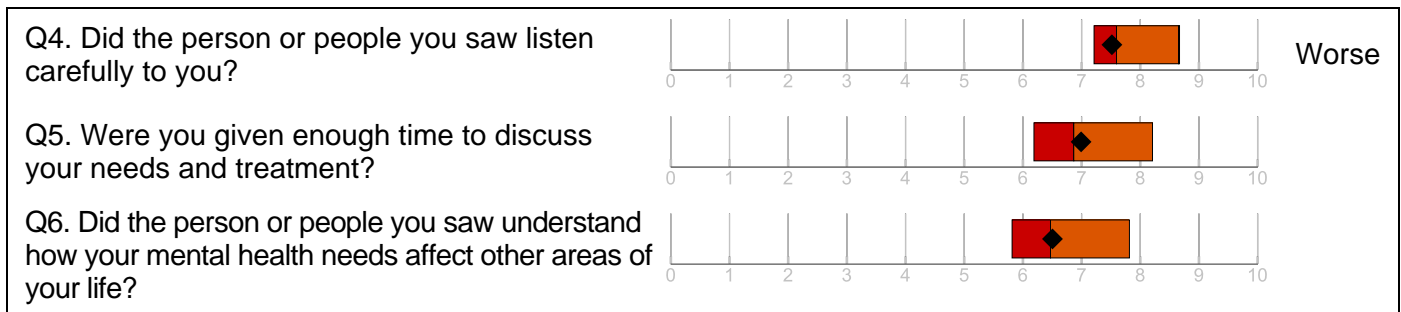 Q4. Did the person or people you saw listen
carefully to you?
Worse
0 1 2 3 4 5 6 7 8 9 10
Q5. Were you given enough time to discuss
your needs and treatment?
0 1 2 3 4 5 6 7 8 9 10
Q6. Did the person or people you saw understand
how your mental health needs affect other areas of
your life?
0 1 2 3 4 5 6 7 8 9 10